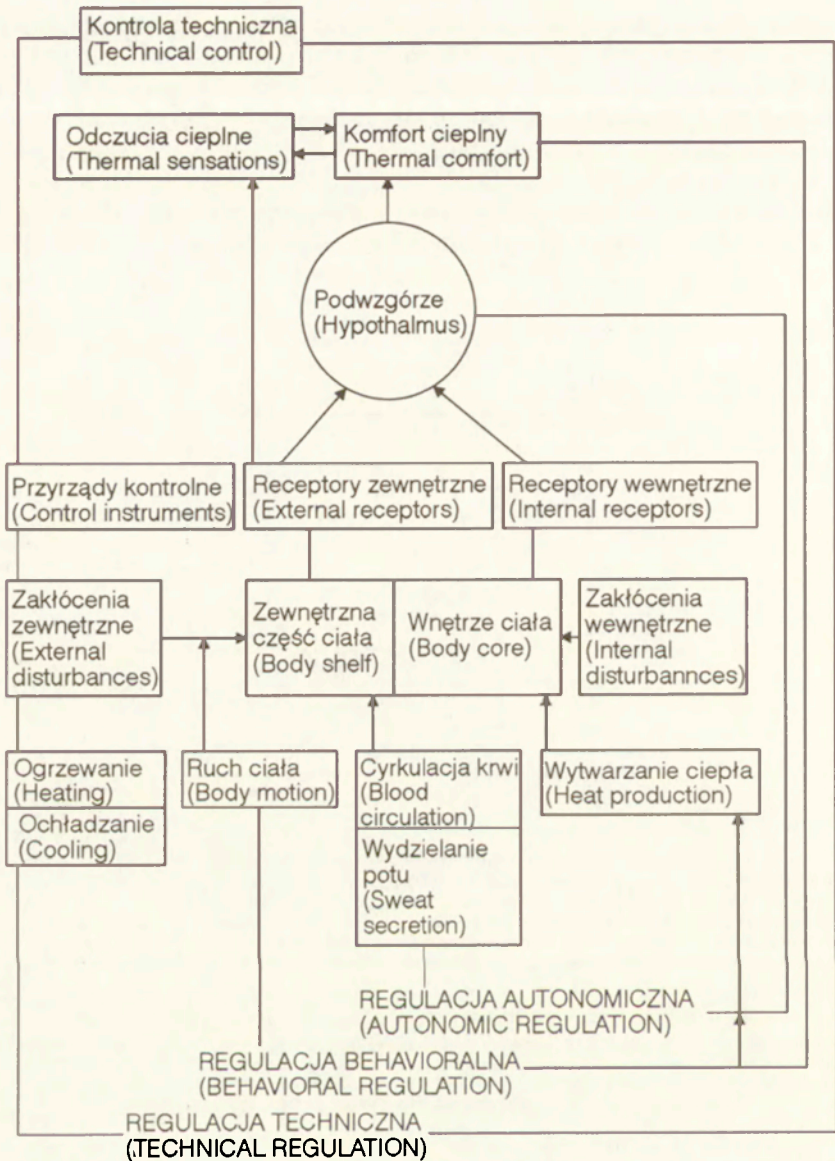 Kontrola techniczna
(Technical control)
Odczucia cieplne
(Thermal sensations)
Komfort cieplny
(Thermal comfort)
Podwzgórze
(Hypothalmus)
Przyrządy kontrolne
(Control instruments)
Receptory zewnętrzne
(External receptors)
Receptory wewnętrzne
(Internal receptors)
Zakłócenia
zewnętrzne
(External
disturbances)
Zewnętrzna
część ciała
(Body shelf)
Wnętrze ciała
(Body core)
Zakłócenia
wewnętrzne
(Internal
disturbannces)
Ogrzewanie
(Heating)
Ochładzanie
(Cooling)
Ruch ciała
(Body motion)
Cyrkulacja krwi
(Blood
circulation)
Wydzielanie
potu
(Sweat
secretion)
Wytwarzanie ciepła
(Heat production)
REGULACJA AUTONOMICZNA
(AUTONOMIC REGULATION)
REGULACJA BEHAVIORALNA
(BEHAVIORAL REGULATION)
REGULACJA TECHNICZNA
(TECHNICAL REGULATION)